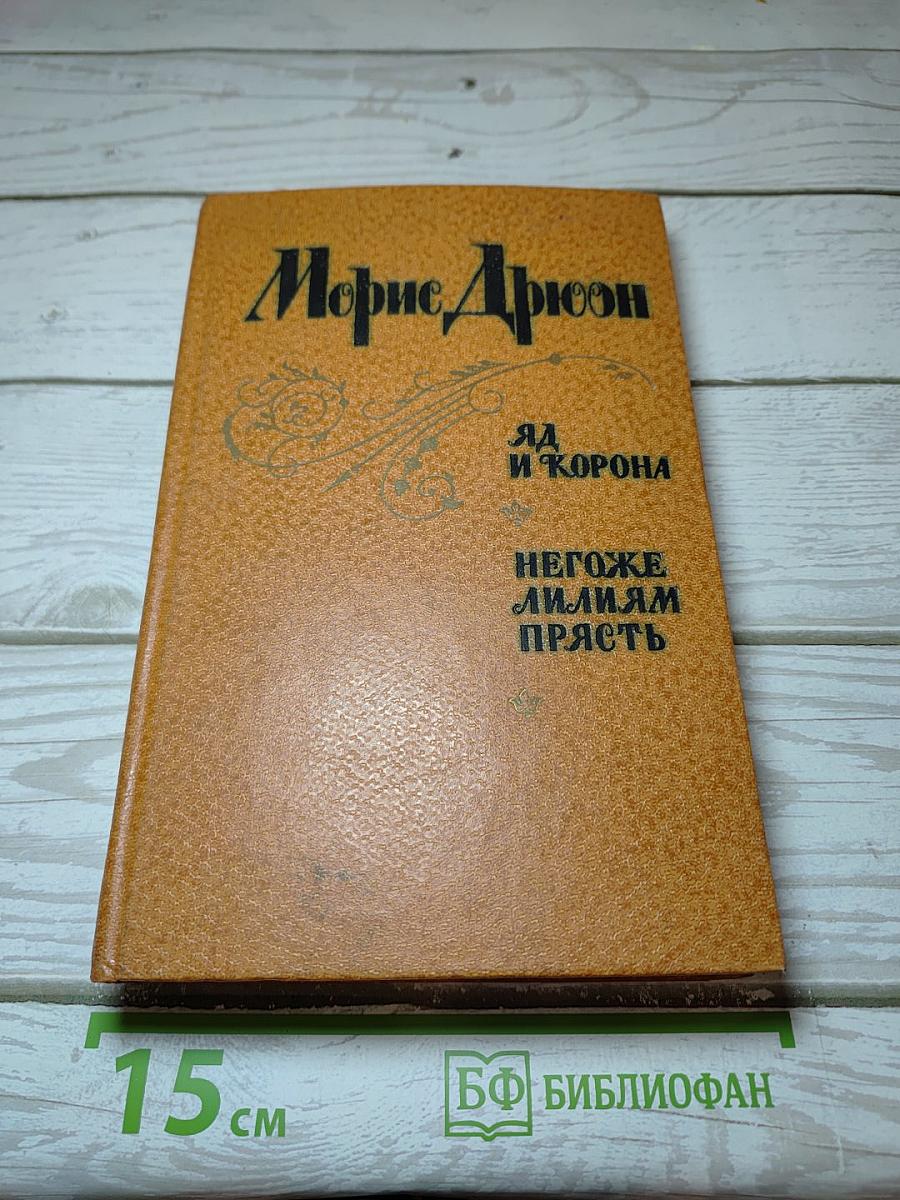 Морис Дрюон
ЯД
И КОРОНА
НЕГОЖЕ
ЛИЛИЯМ
ПРЯСТЬ
15 см
БФ БИБЛИОФАН